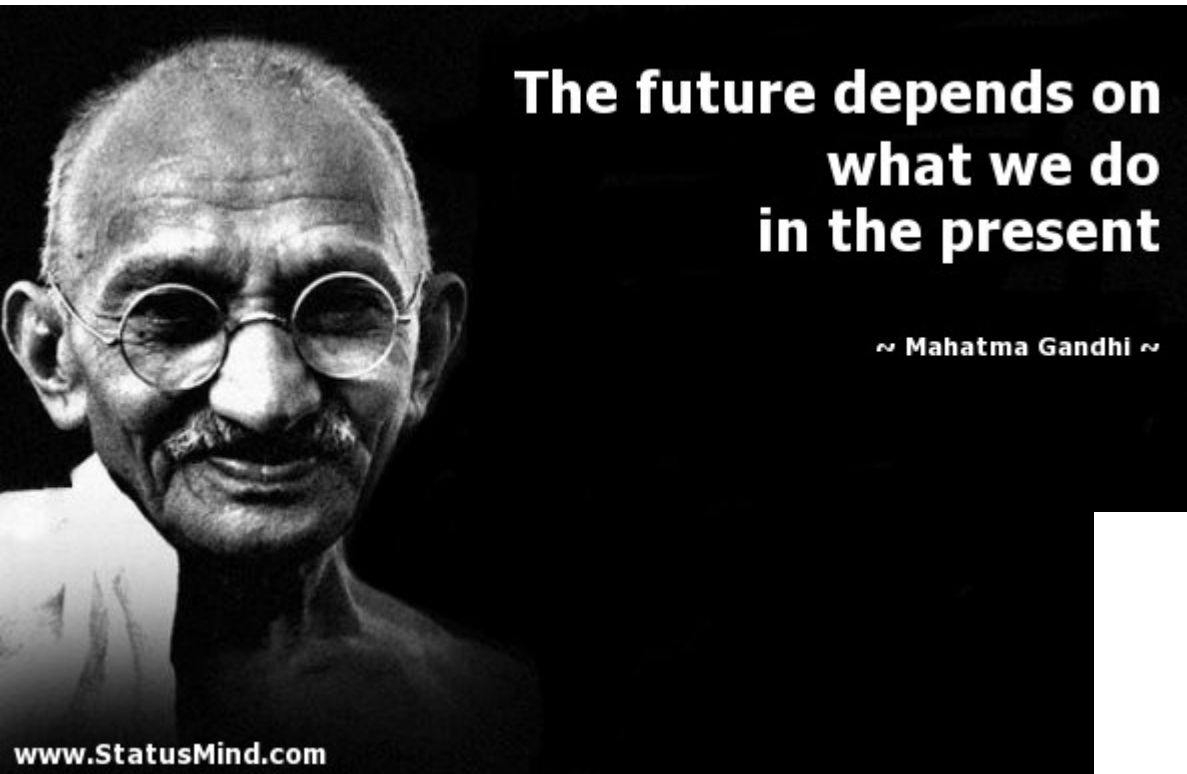 The future depends on
what we do
in the present
~ Mahatma Gandhi ~
www.StatusMind.com